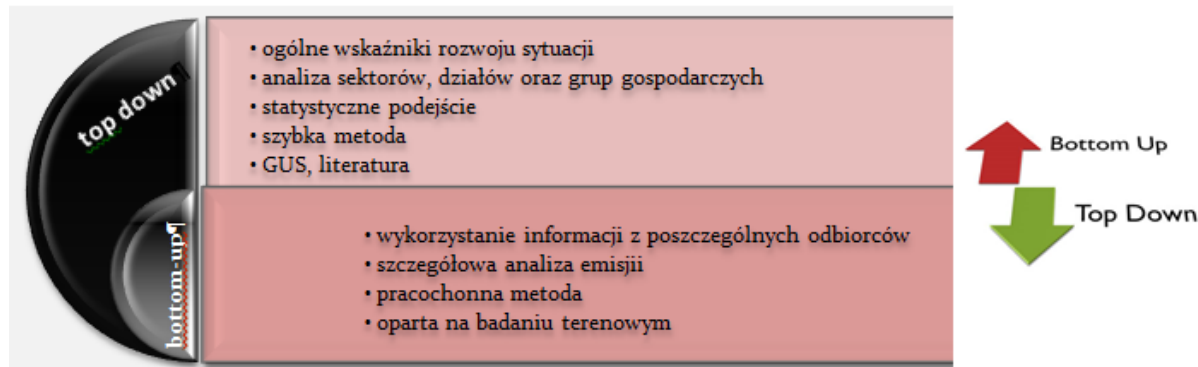 top down¶
• ogólne wskaźniki rozwoju sytuacji
• analiza sektorów, działów oraz grup gospodarczych
• statystyczne podejście
• szybka metoda
• GUS, literatura
bottom-up¶
• wykorzystanie informacji z poszczególnych odbiorców
• szczegółowa analiza emisjii
• pracochonna metoda
• oparta na badaniu terenowym
Bottom Up
Top Down